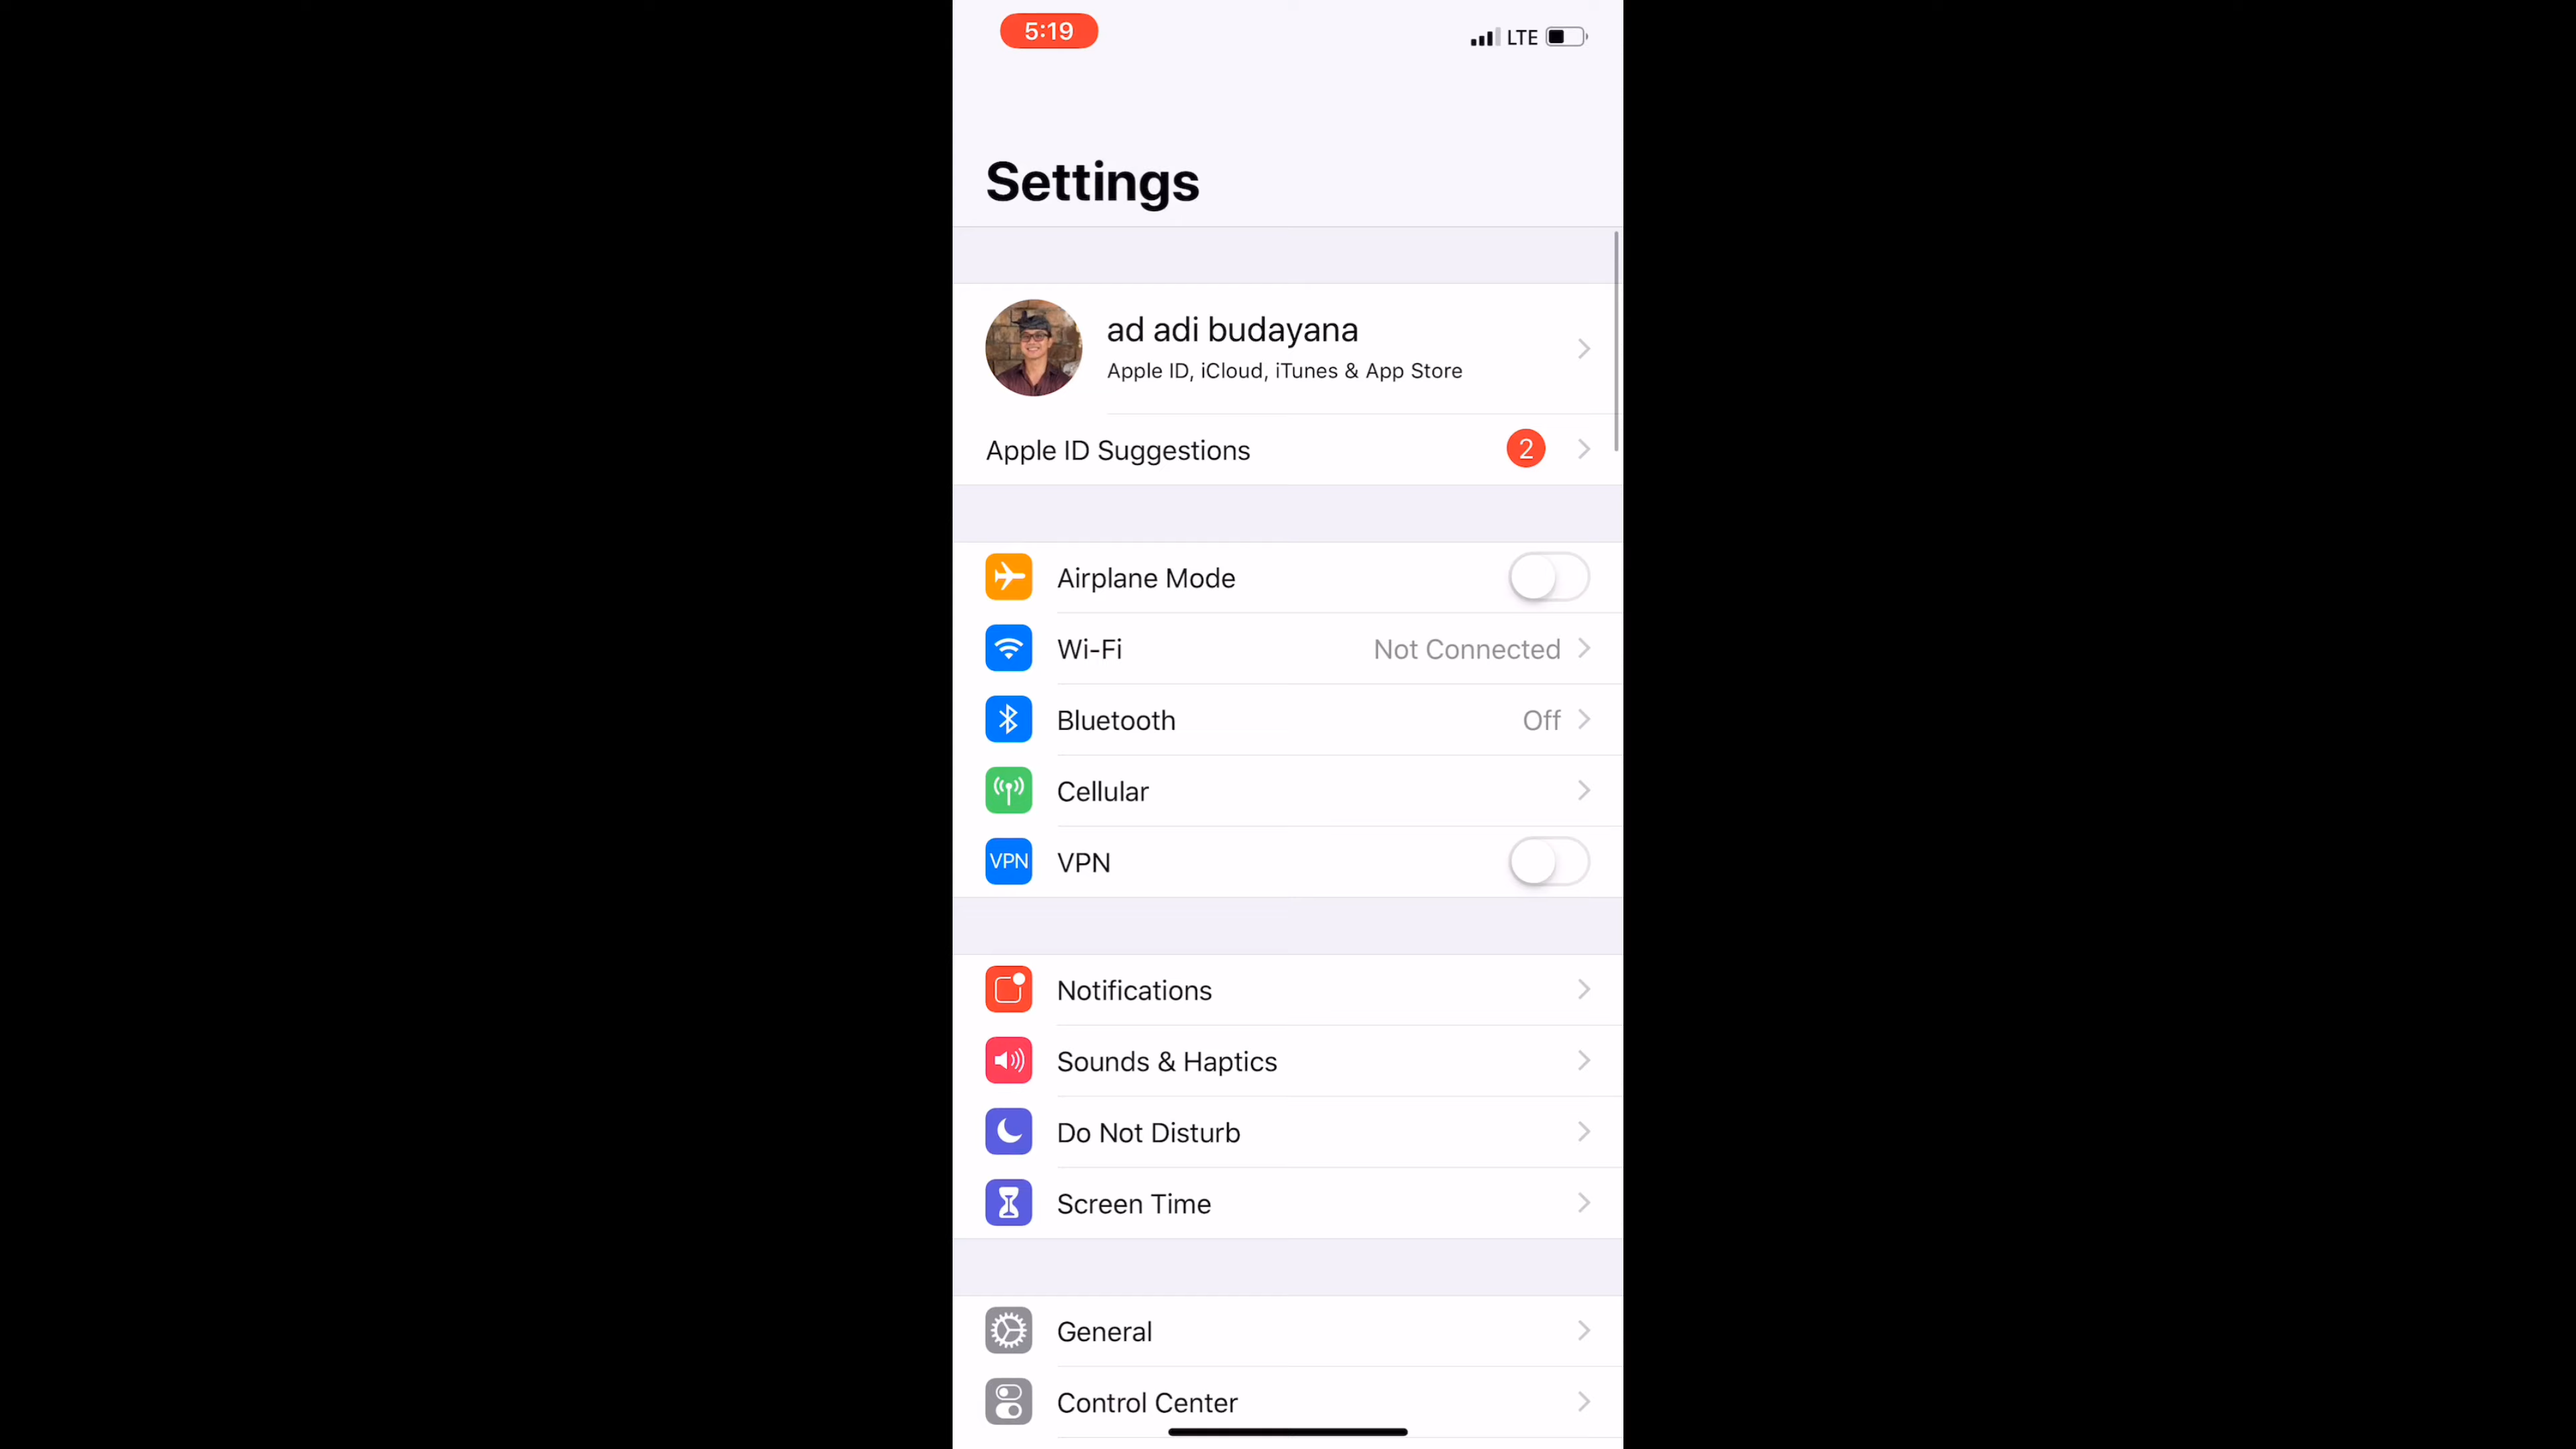 5:19
LTE
Settings
ad adi budayana
Apple ID, iCloud, iTunes & App Store
Apple ID Suggestions 2
Airplane Mode
Wi-Fi Not Connected
Bluetooth Off
Cellular
VPN VPN
Notifications
Sounds & Haptics
Do Not Disturb
Screen Time
General
Control Center